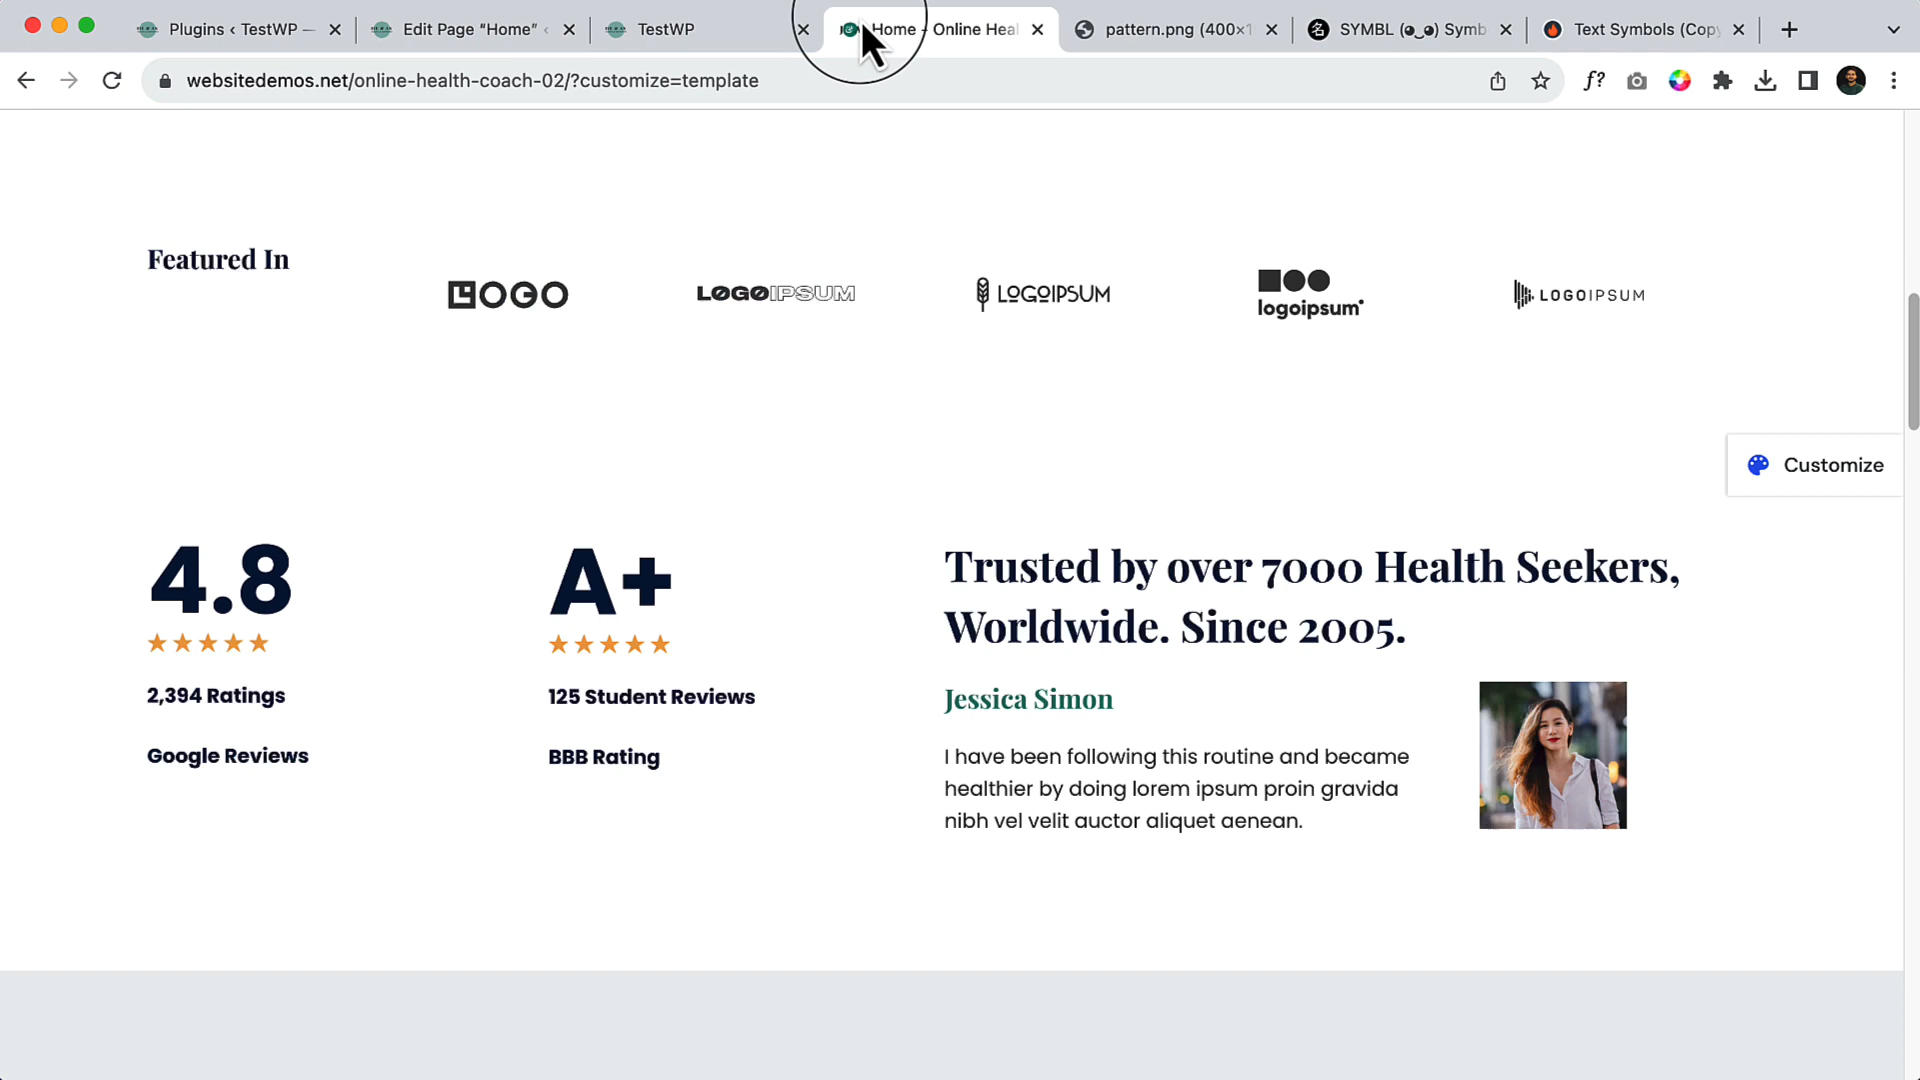 Plugins ‹ TestWP —
Edit Page “Home” ‹
TestWP
Home - Online Heal
pattern.png (400×1
SYMBL (◕‿◕) Symb
Text Symbols (Copy
websitedemos.net/online-health-coach-02/?customize=template
f?
Featured In
LOGO
LOGOIPSUM
LOGOIPSUM
logoipsum
LOGOIPSUM
Customize
4.8
★★★★★
2,394 Ratings
Google Reviews
A+
★★★★★
125 Student Reviews
BBB Rating
Trusted by over 7000 Health Seekers,
Worldwide. Since 2005.
Jessica Simon
I have been following this routine and became
healthier by doing lorem ipsum proin gravida
nibh vel velit auctor aliquet aenean.